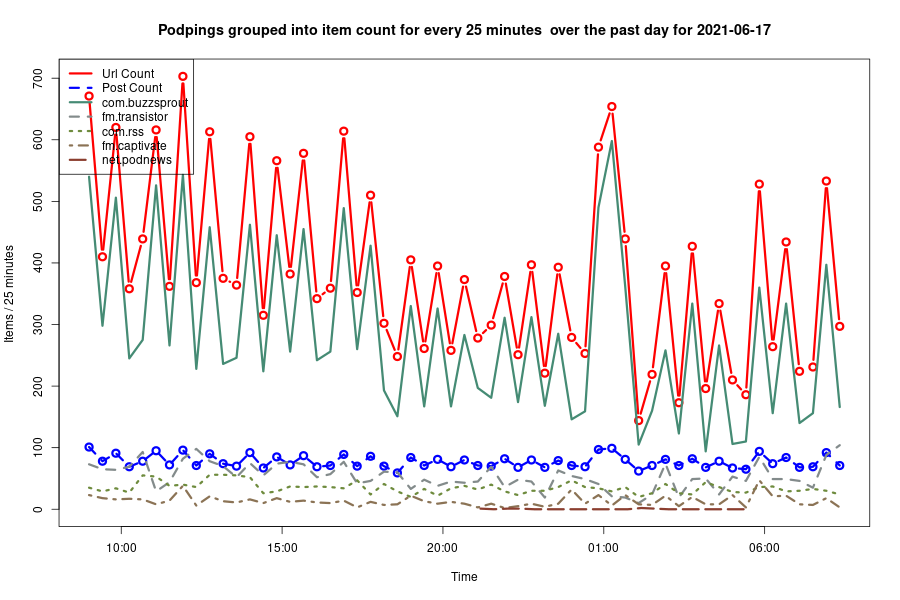 Podpings grouped into item count for every 25 minutes  over the past day for 2021-06-17
Url Count
Post Count
com.buzzsprout
fm.transistor
com.rss
fm.captivate
net.podnews
Items / 25 minutes
700
600
500
400
300
200
100
0
10:00 15:00 20:00 01:00 06:00
Time